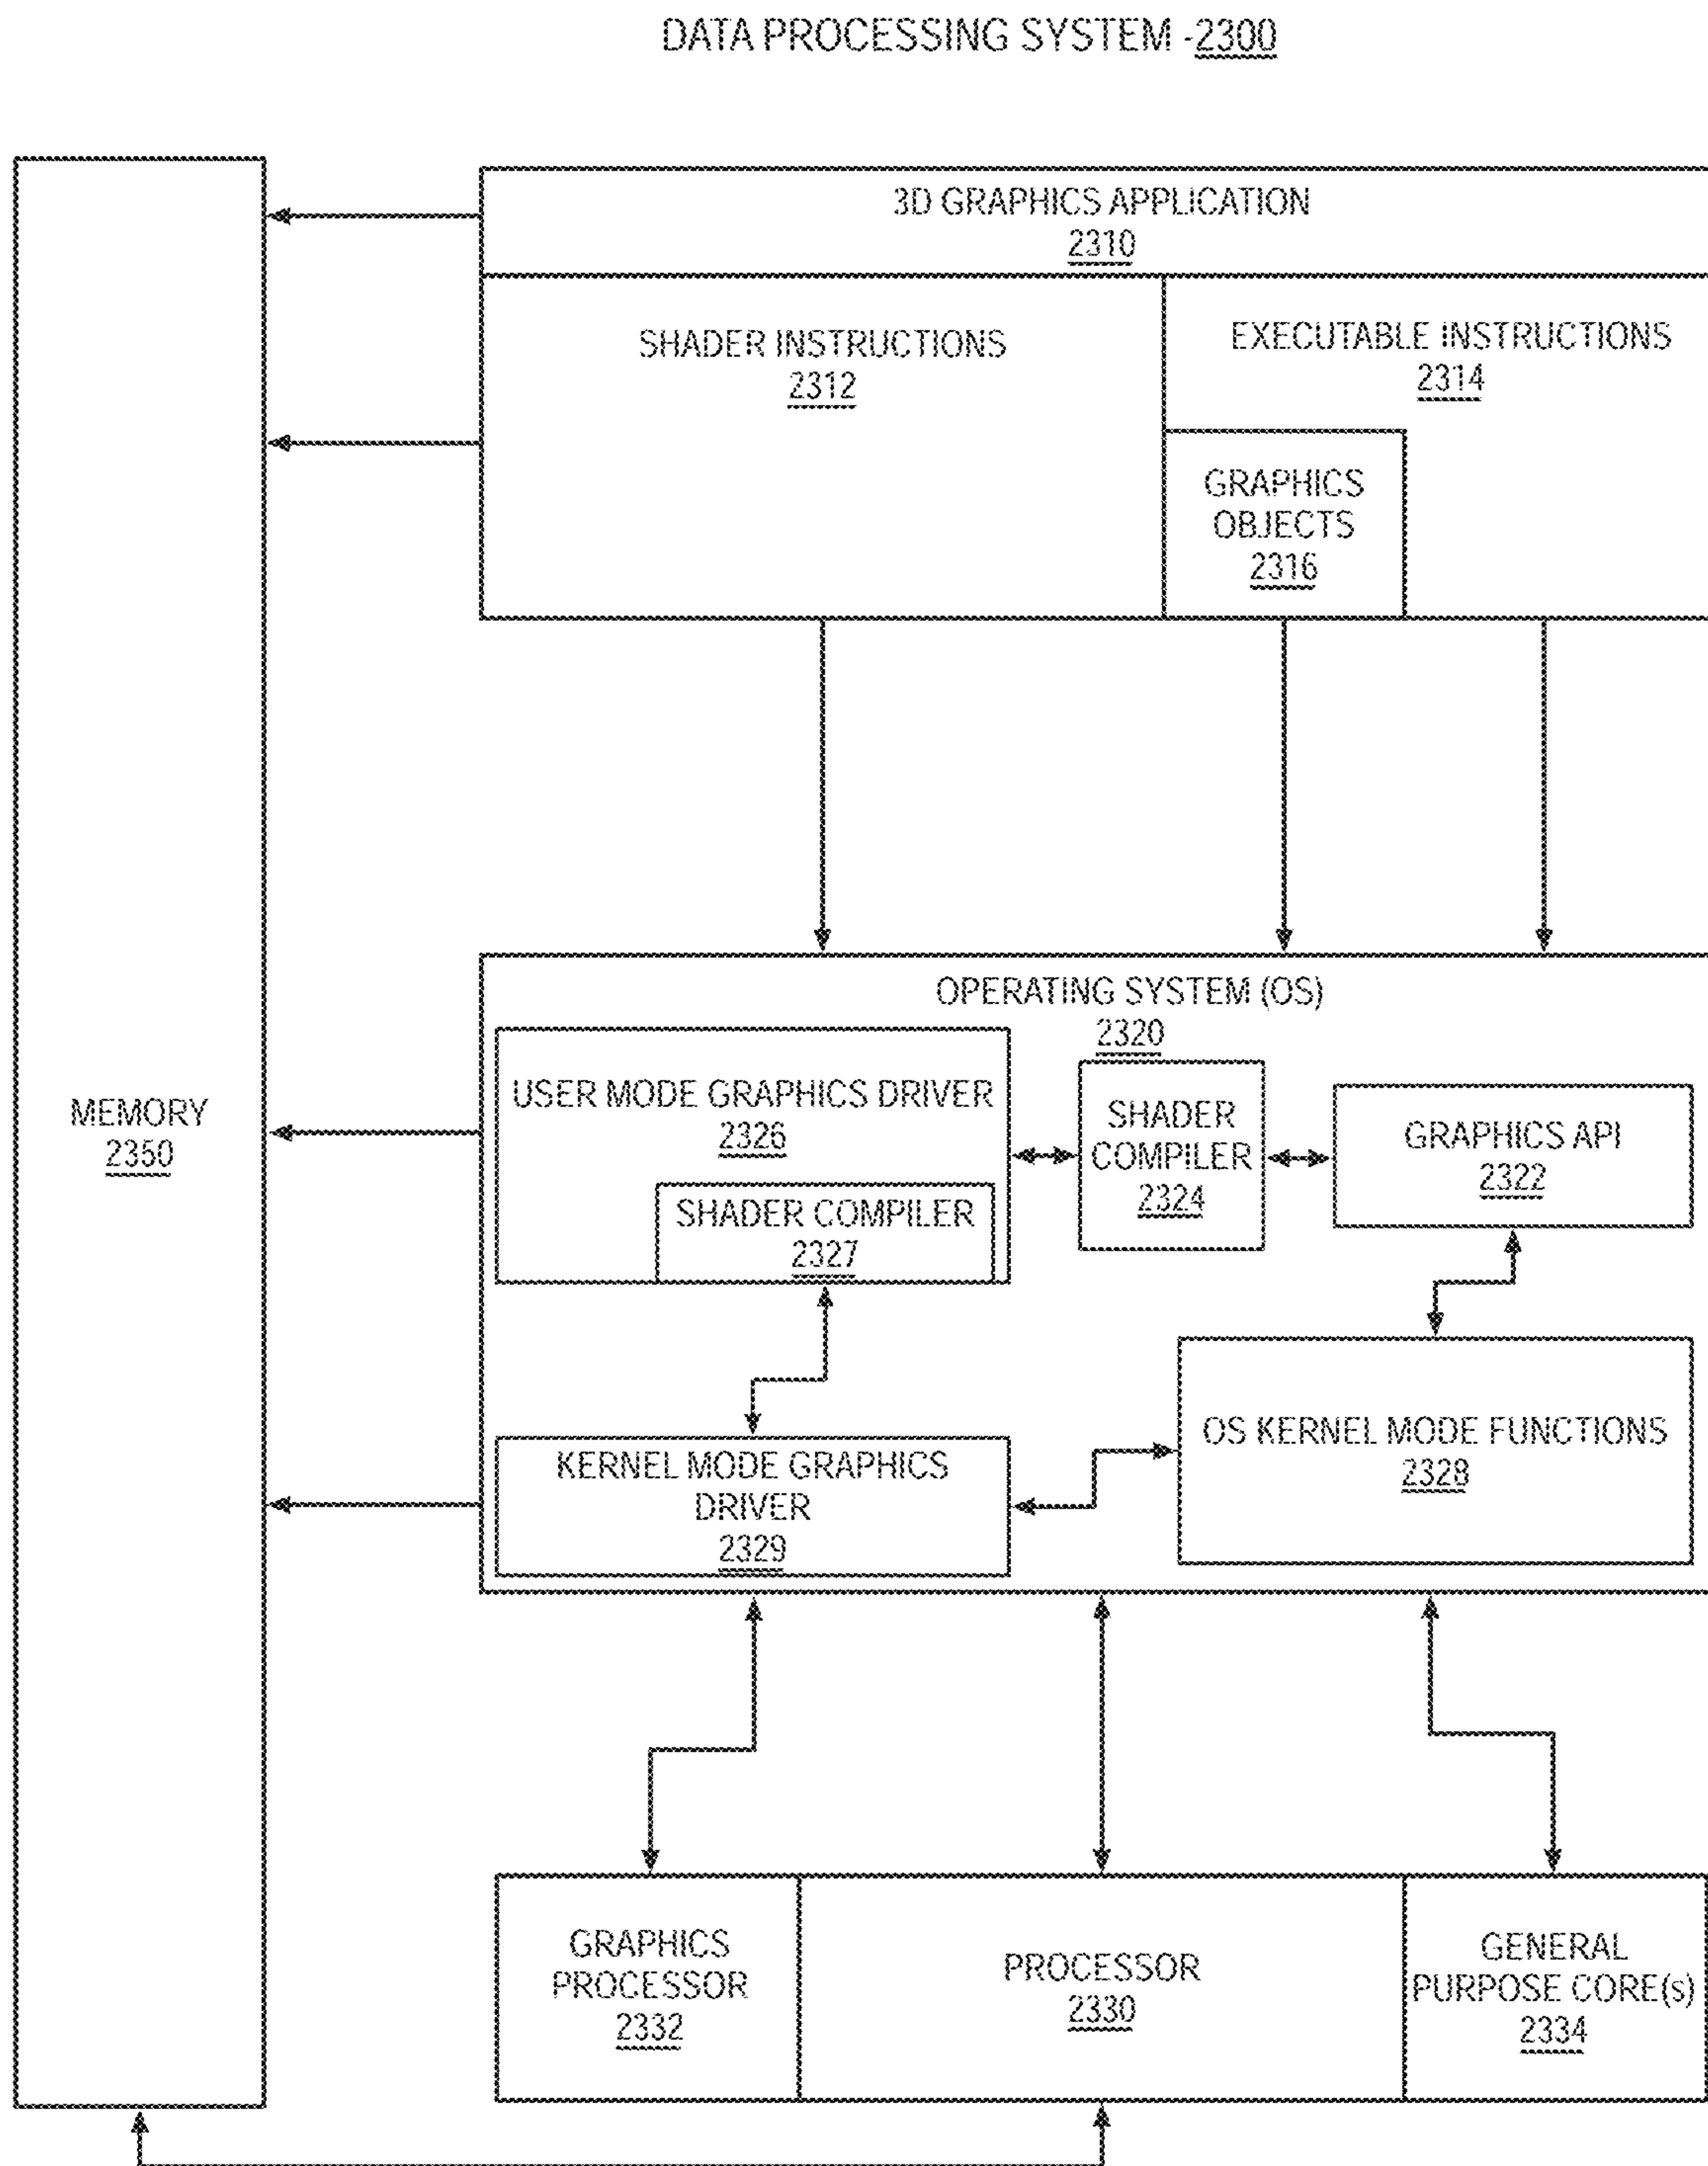 DATA PROCESSING SYSTEM -2300
3D GRAPHICS APPLICATION
2310
SHADER INSTRUCTIONS
2312
EXECUTABLE INSTRUCTIONS
2314
GRAPHICS
OBJECTS
2316
MEMORY
2350
OPERATING SYSTEM (OS)
2320
USER MODE GRAPHICS DRIVER
2326
SHADER COMPILER
2327
SHADER
COMPILER
2324
GRAPHICS API
2322
KERNEL MODE GRAPHICS
DRIVER
2329
OS KERNEL MODE FUNCTIONS
2328
GRAPHICS
PROCESSOR
2332
PROCESSOR
2330
GENERAL
PURPOSE CORE(s)
2334